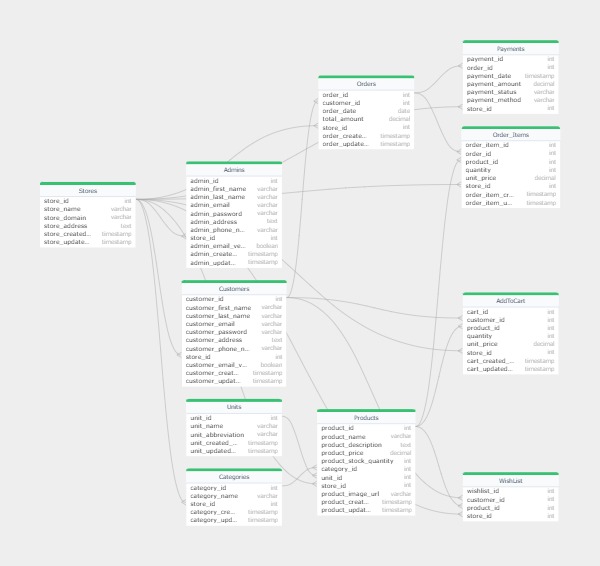 Stores
store_id int
store_name varchar
store_domain varchar
store_address text
store_created... timestamp
store_update... timestamp
Admins
admin_id int
admin_first_name varchar
admin_last_name varchar
admin_email varchar
admin_password varchar
admin_address text
admin_phone_n... varchar
store_id int
admin_email_ve... boolean
admin_create... timestamp
admin_updat... timestamp
Customers
customer_id int
customer_first_name varchar
customer_last_name varchar
customer_email varchar
customer_password varchar
customer_address text
customer_phone_n... varchar
store_id int
customer_email_v... boolean
customer_creat... timestamp
customer_updat... timestamp
Units
unit_id int
unit_name varchar
unit_abbreviation varchar
unit_created_... timestamp
unit_updated... timestamp
Categories
category_id int
category_name varchar
store_id int
category_cre... timestamp
category_upd... timestamp
Orders
order_id int
customer_id int
order_date date
total_amount decimal
store_id int
order_create... timestamp
order_update... timestamp
Products
product_id int
product_name varchar
product_description text
product_price decimal
product_stock_quantity int
category_id int
unit_id int
store_id int
product_image_url varchar
product_creat... timestamp
product_updat... timestamp
Payments
payment_id int
order_id int
payment_date timestamp
payment_amount decimal
payment_status varchar
payment_method varchar
store_id int
Order_Items
order_item_id int
order_id int
product_id int
quantity int
unit_price decimal
store_id int
order_item_cr... timestamp
order_item_u... timestamp
AddToCart
cart_id int
customer_id int
product_id int
quantity int
unit_price decimal
store_id int
cart_created_... timestamp
cart_updated... timestamp
WishList
wishlist_id int
customer_id int
product_id int
store_id int